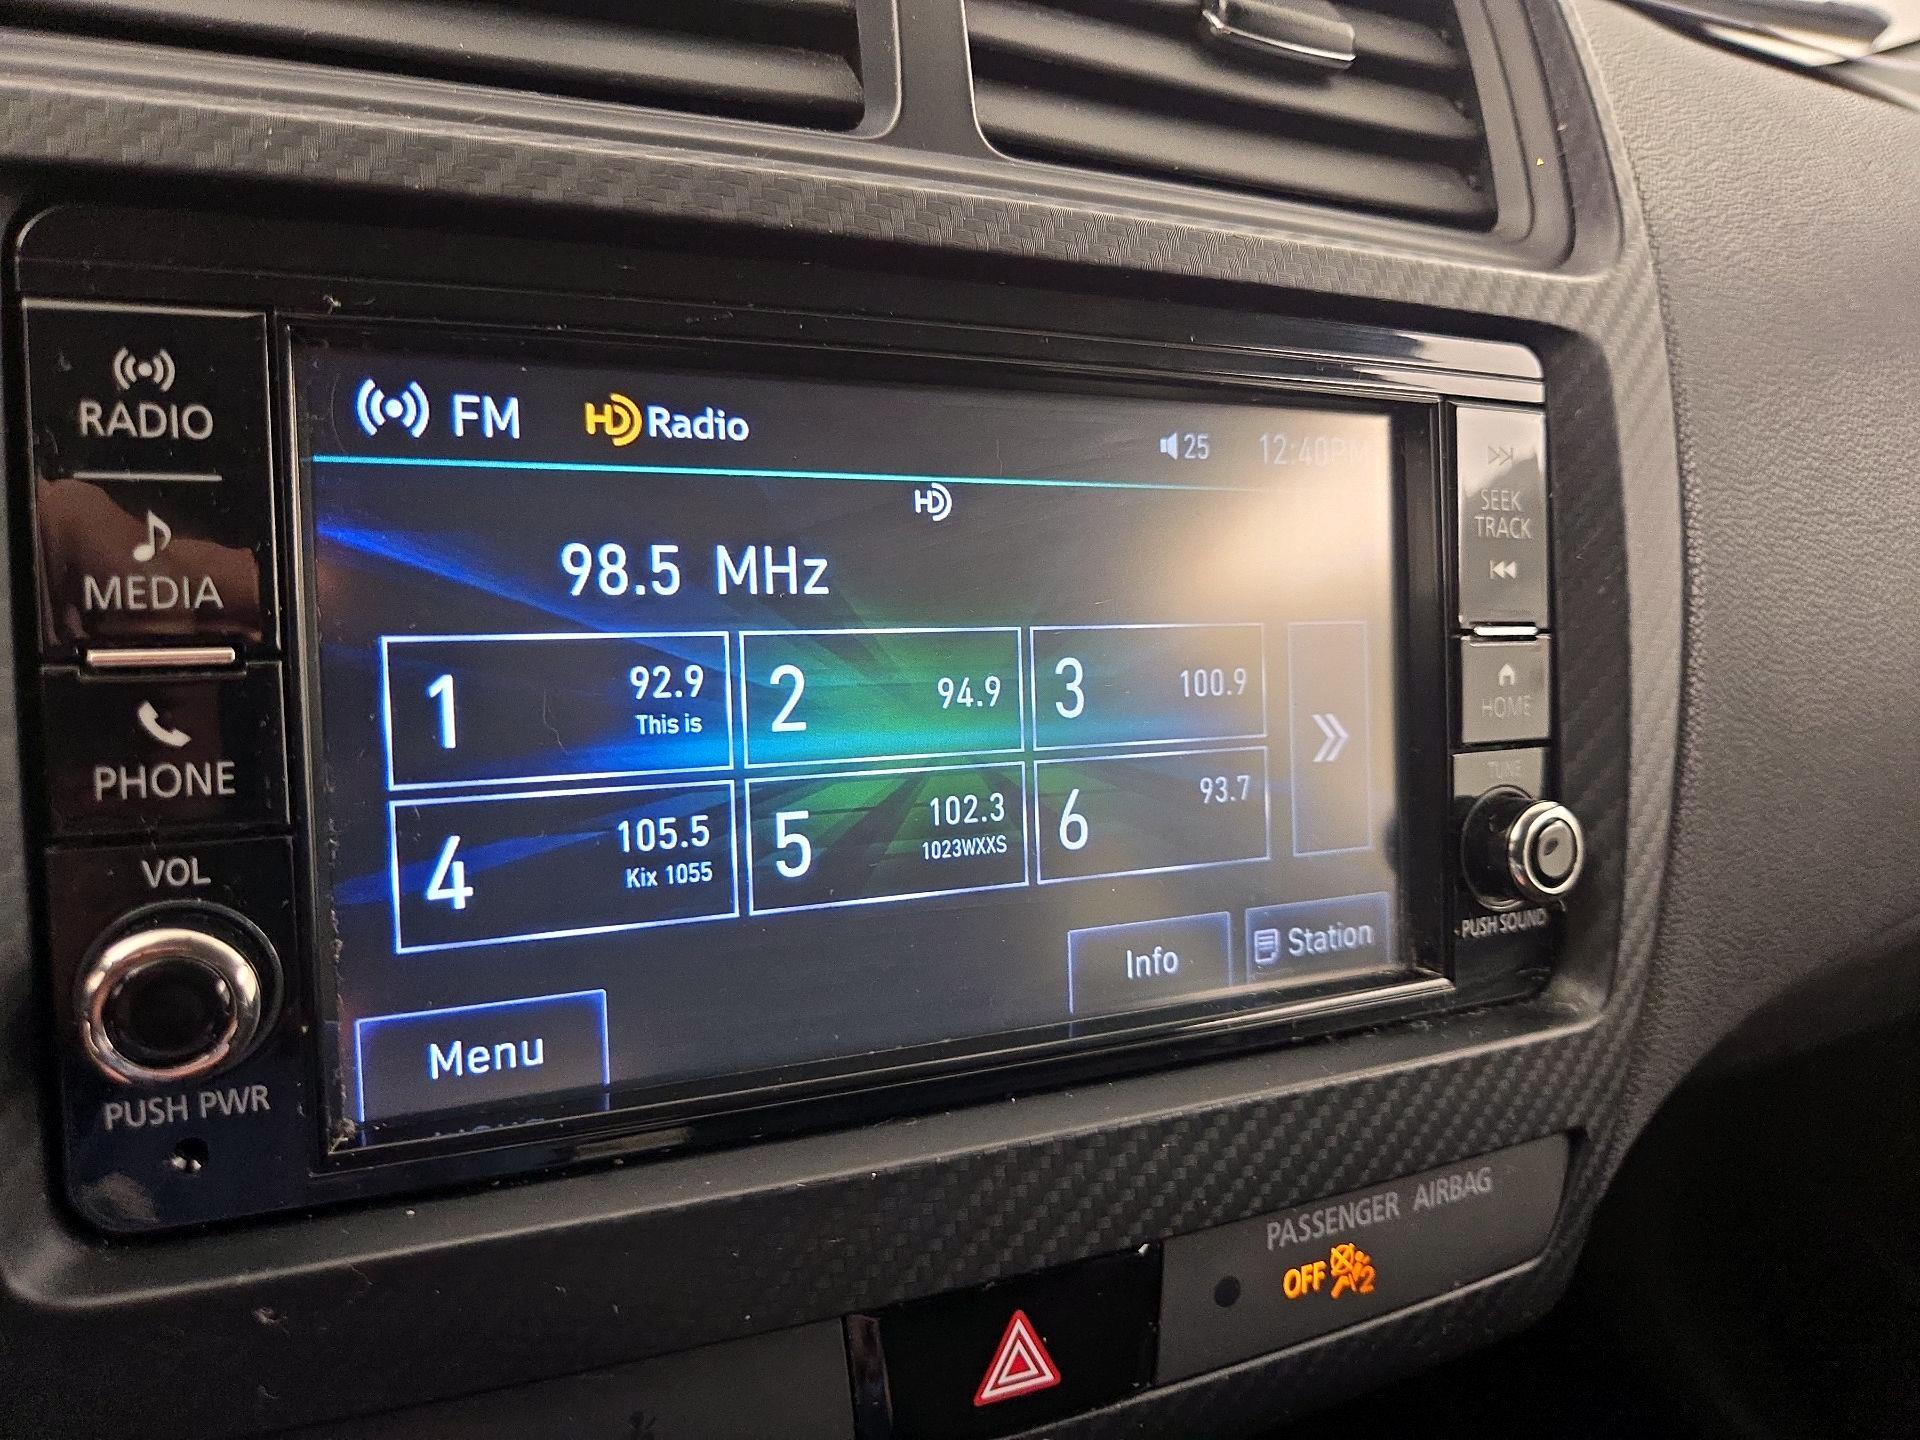 RADIO
MEDIA
PHONE
VOL
PUSH PWR
FM HD Radio 25 12:40PM
HD
98.5 MHz
1 92.9
This is
2 94.9
3 100.9
4 105.5
Kix 1055
5 102.3
1023WXXS
6 93.7
Info
Station
Menu
SEEK
TRACK
HOME
TUNE
PUSH SOUND
PASSENGER AIRBAG
OFF 2